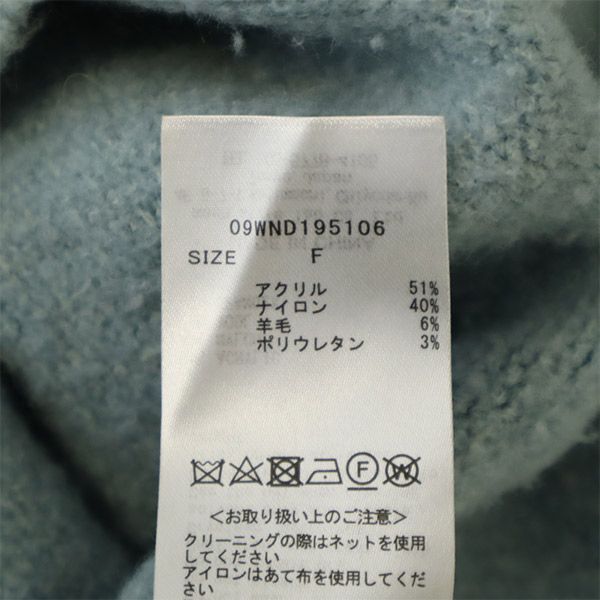 09WND195106
SIZE F
アクリル 51%
ナイロン 40%
羊毛 6%
ポリウレタン 3%
F W
＜お取り扱い上のご注意＞
クリーニングの際はネットを使用
してください
アイロンはあて布を使用してくだ
さい